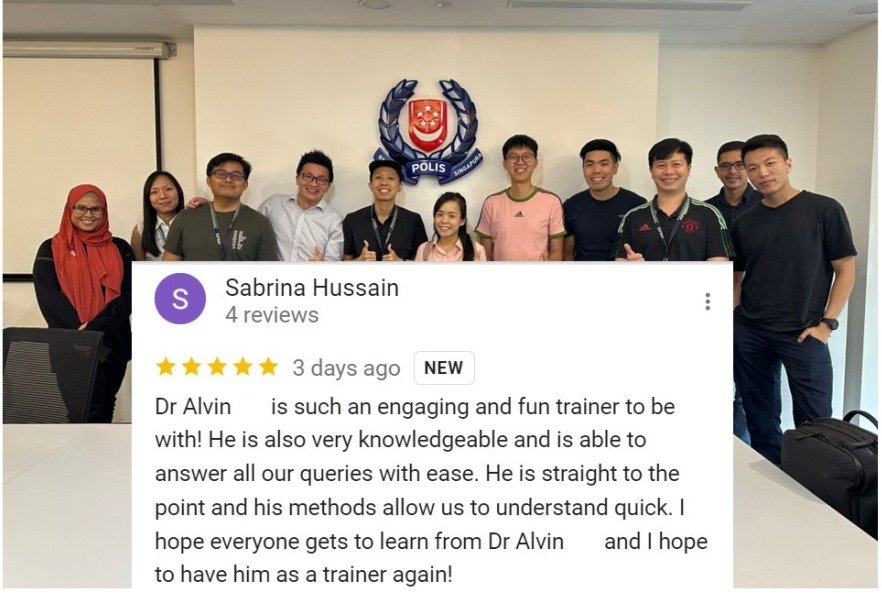 POLIS
SINGAPURA
S
Sabrina Hussain
4 reviews
3 days ago NEW
Dr Alvin is such an engaging and fun trainer to be
with! He is also very knowledgeable and is able to
answer all our queries with ease. He is straight to the
point and his methods allow us to understand quick. I
hope everyone gets to learn from Dr Alvin and I hope
to have him as a trainer again!